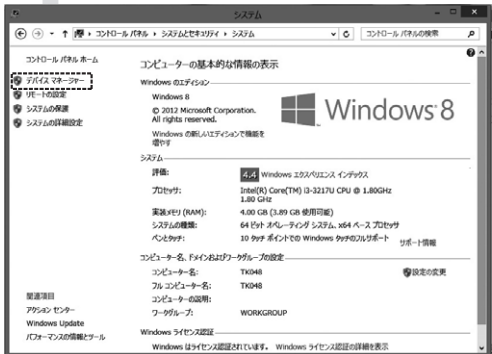 システム
コントロール パネル ▸ システムとセキュリティ ▸ システム
コントロール パネルの検索
コントロール パネル ホーム
デバイス マネージャー
リモートの設定
システムの保護
システムの詳細設定
コンピューターの基本的な情報の表示
Windows のエディション
Windows 8
© 2012 Microsoft Corporation.
All rights reserved.
Windows の新しいエディションで機能を
増やす
Windows 8
システム
評価: 4.4 Windows エクスペリエンス インデックス
プロセッサ: Intel(R) Core(TM) i3-3217U CPU @ 1.80GHz
1.80 GHz
実装メモリ (RAM): 4.00 GB (3.89 GB 使用可能)
システムの種類: 64 ビット オペレーティング システム、x64 ベース プロセッサ
ペンとタッチ: 10 タッチ ポイントでの Windows タッチのフルサポート
サポート情報
コンピューター名、ドメインおよびワークグループの設定
コンピューター名: TK048
設定の変更
フル コンピューター名: TK048
コンピューターの説明:
ワークグループ: WORKGROUP
Windows ライセンス認証
Windows はライセンス認証されています。 Windows ライセンス認証の詳細を表示
関連項目
アクション センター
Windows Update
パフォーマンスの情報とツール